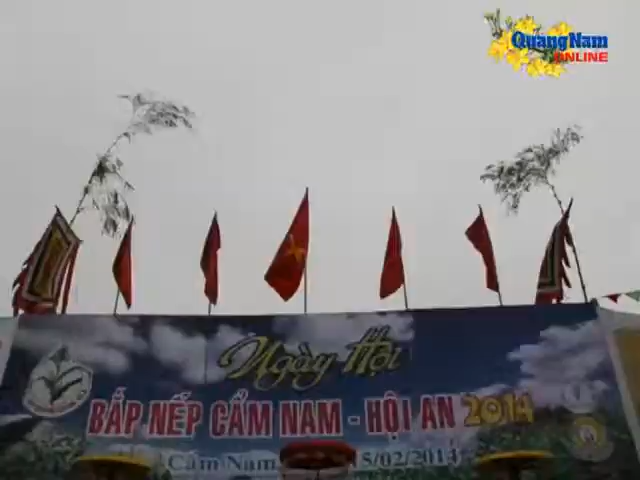 QuangNam
ONLINE
Ngày Hội
BẮP NẾP CẨM NAM - HỘI AN 2014
Cẩm Nam
5/02/2014